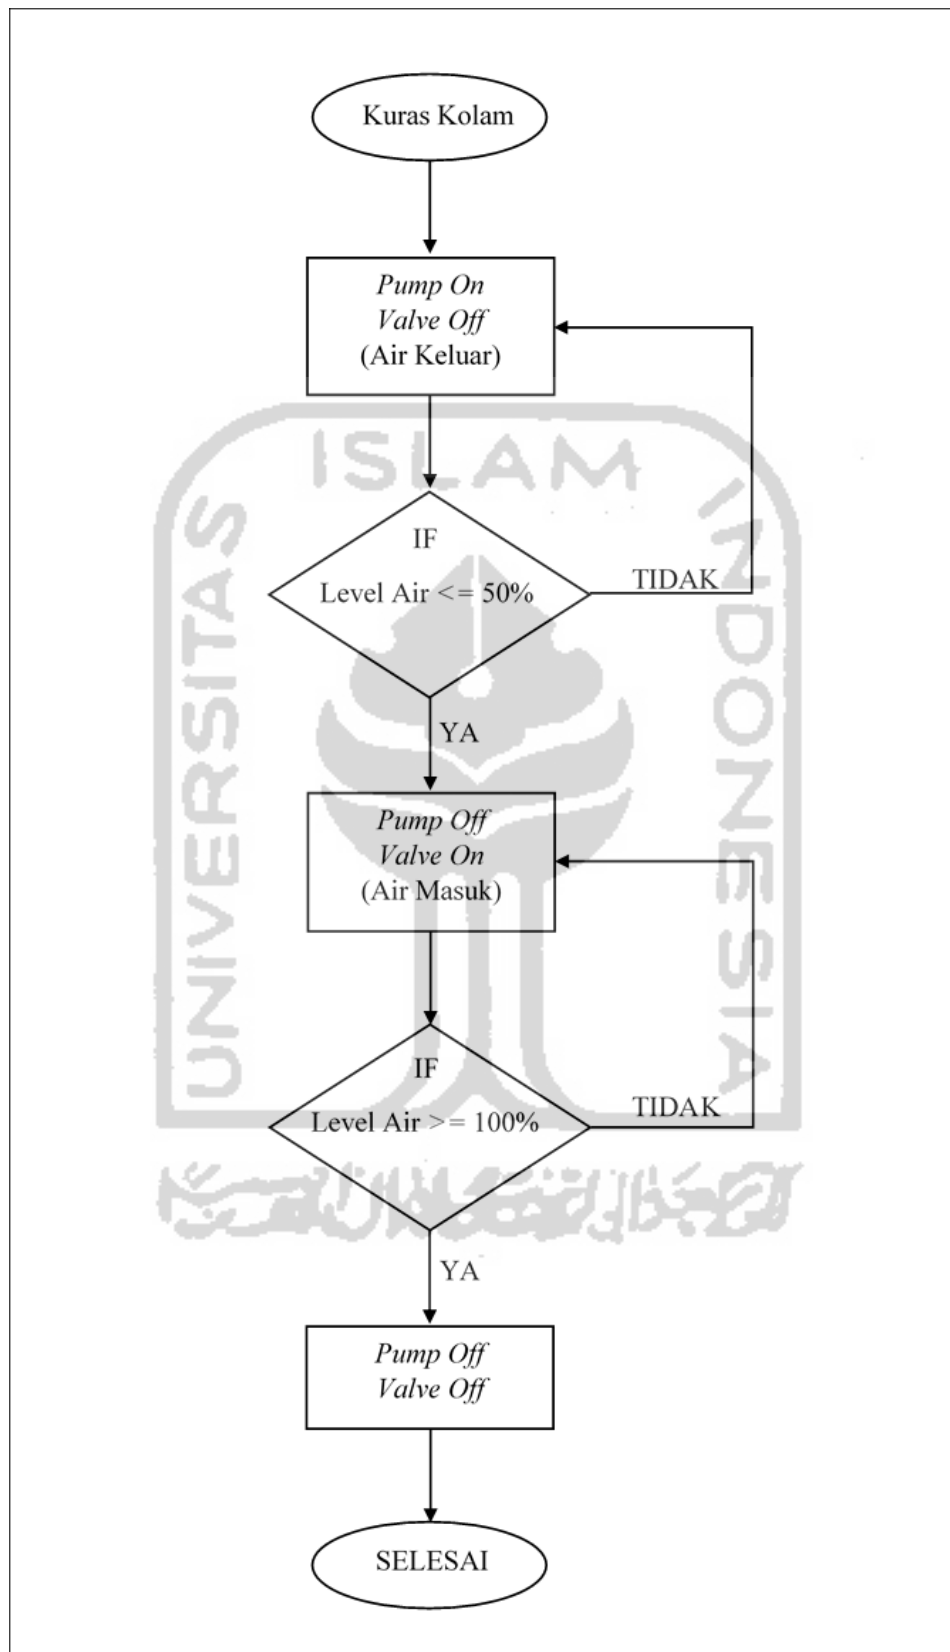 Kuras Kolam
Pump On
Valve Off
(Air Keluar)
ISLAM
UNIVERSITAS
INDONESIA
IF
Level Air <= 50%
TIDAK
YA
Pump Off
Valve On
(Air Masuk)
IF
Level Air >= 100%
TIDAK
YA
Pump Off
Valve Off
SELESAI